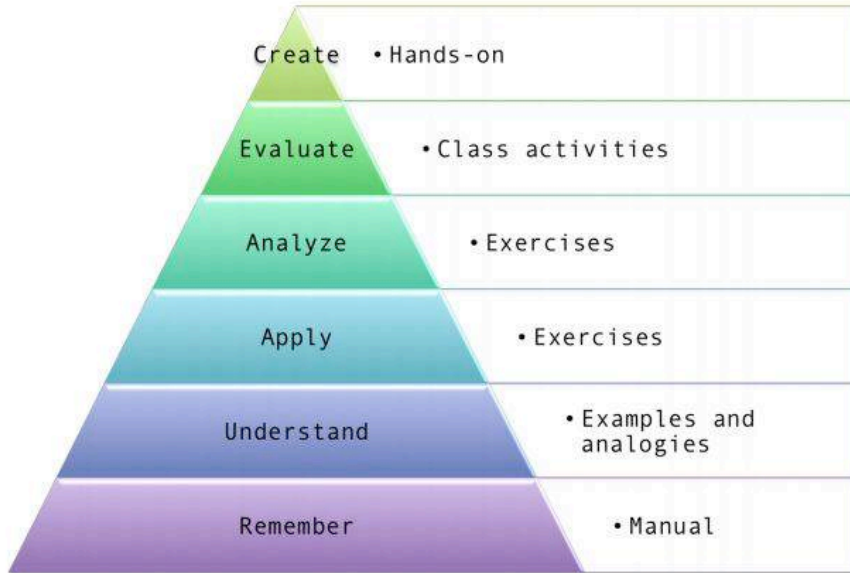 Create • Hands-on
Evaluate • Class activities
Analyze • Exercises
Apply • Exercises
Understand • Examples and
analogies
Remember • Manual